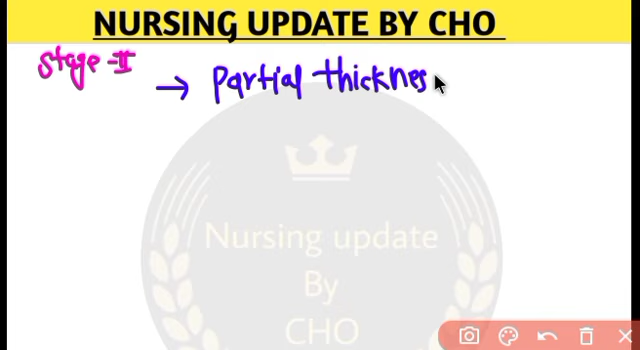 NURSING UPDATE BY CHO
Stage-II
→ Partial thicknes
Nursing update
By
CHO